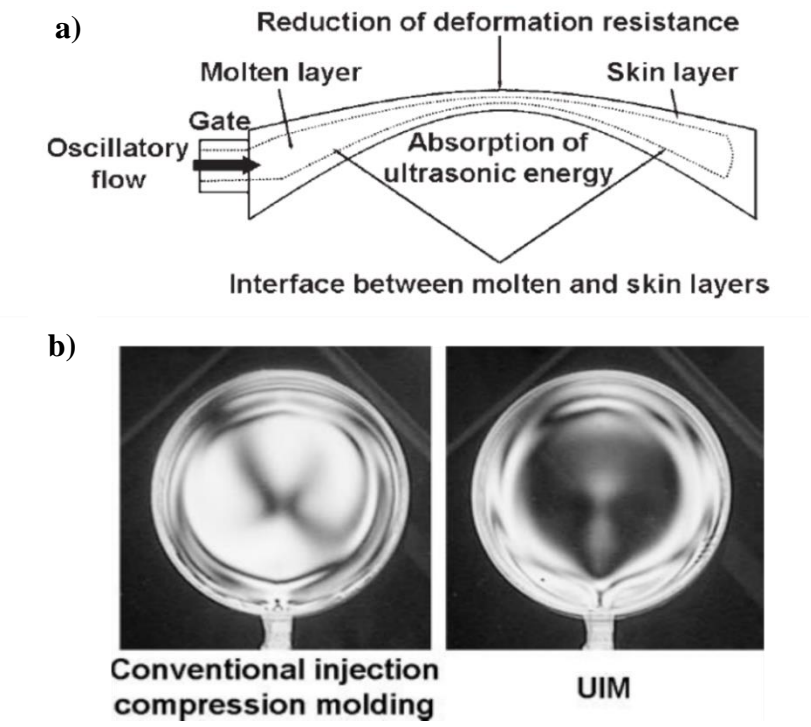 a)
Reduction of deformation resistance
Molten layer
Skin layer
Gate
Oscillatory
flow
Absorption of
ultrasonic energy
Interface between molten and skin layers
b)
Conventional injection
compression molding
UIM